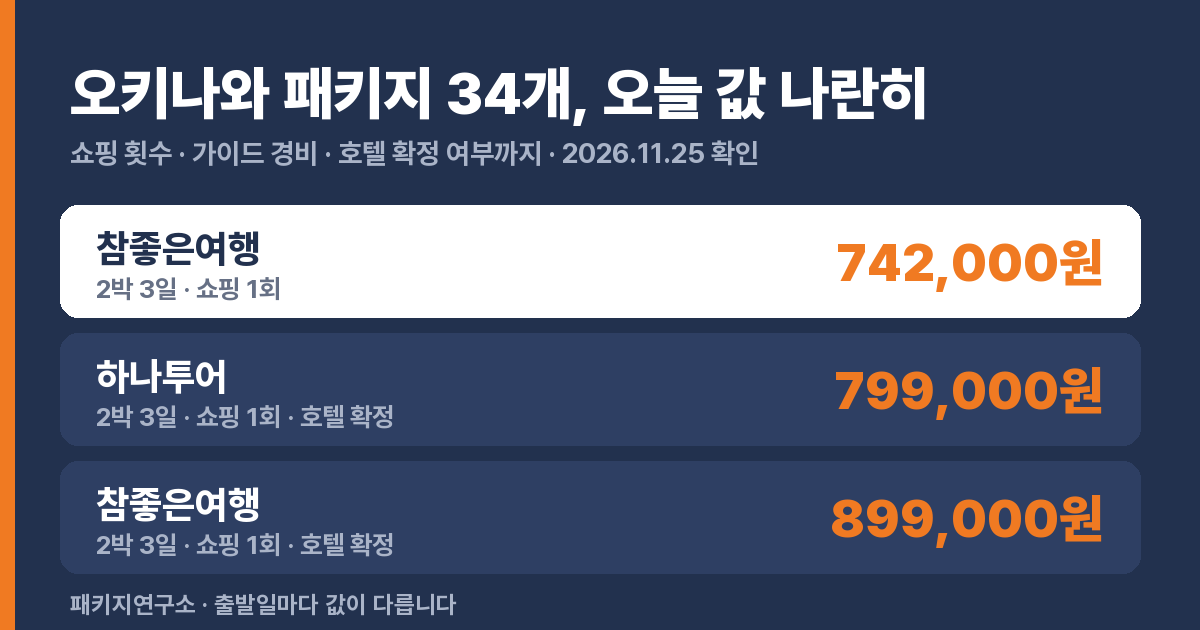 오키나와 패키지 34개, 오늘 값 나란히
쇼핑 횟수 · 가이드 경비 · 호텔 확정 여부까지 · 2026.11.25 확인
참좋은여행
742,000원
2박 3일 · 쇼핑 1회
하나투어
799,000원
2박 3일 · 쇼핑 1회 · 호텔 확정
참좋은여행
899,000원
2박 3일 · 쇼핑 1회 · 호텔 확정
패키지연구소 · 출발일마다 값이 다릅니다